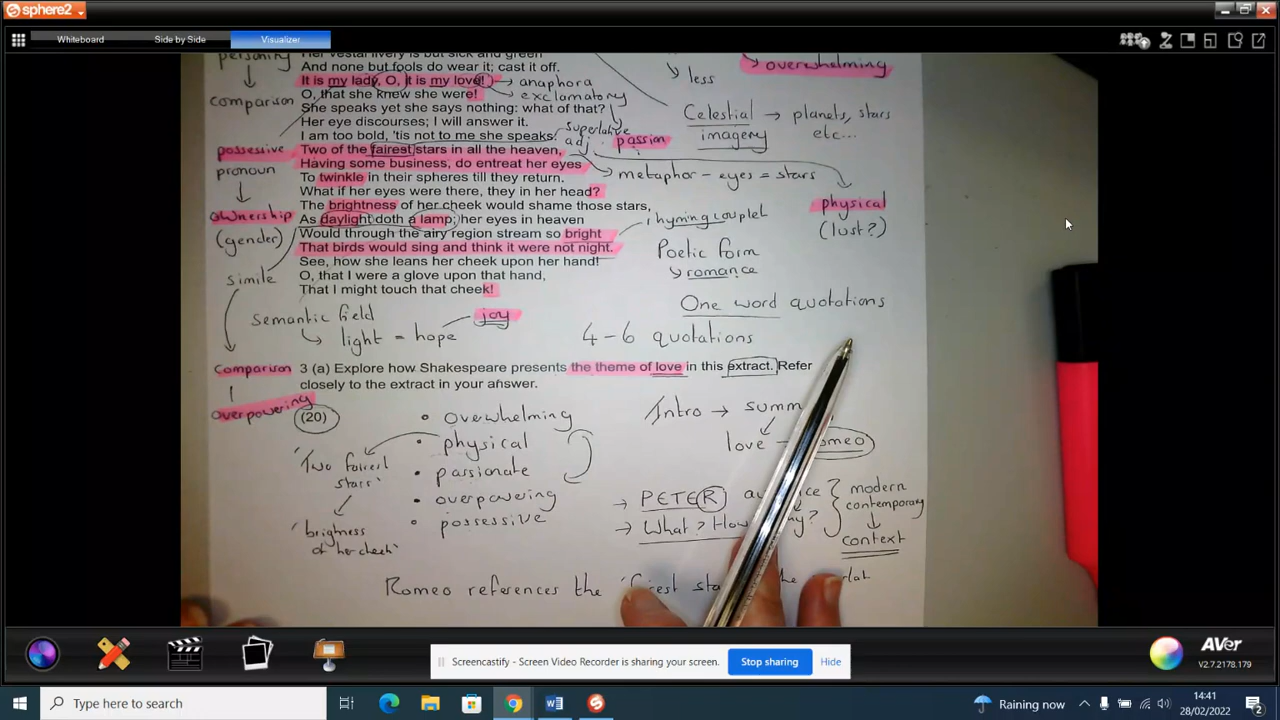 sphere2
Whiteboard
Side by Side
Visualizer
Her vestal livery is but sick and green
And none but fools do wear it; cast it off.
It is my lady, O, it is my love!
O, that she knew she were!
She speaks yet she says nothing: what of that?
Her eye discourses; I will answer it.
I am too bold, 'tis not to me she speaks:
Two of the fairest stars in all the heaven,
Having some business, do entreat her eyes
To twinkle in their spheres till they return.
What if her eyes were there, they in her head?
The brightness of her cheek would shame those stars,
As daylight doth a lamp; her eyes in heaven
Would through the airy region stream so bright
That birds would sing and think it were not night.
See, how she leans her cheek upon her hand!
O, that I were a glove upon that hand,
That I might touch that cheek!
comparison
possessive
pronoun
ownership
(gender)
simile
Comparison
overpowering
anaphora
exclamatory
superlative
adj
passion
less
overwhelming
Celestial → planets, stars
imagery etc...
metaphor - eyes = stars
physical
(lust?)
rhyming couplet
Poetic form
romance
One word quotations
4-6 quotations
Semantic field
light = hope
joy
3 (a) Explore how Shakespeare presents the theme of love in this extract. Refer
closely to the extract in your answer.
(20)
• overwhelming
• physical
• passionate
• overpowering
• possessive
'Two fairest
stars'
'brigness
of her cheek'
Intro → summ
love -
→ PETER
→ What? How
modern
contemporary
context
Romeo references the
Screencastify - Screen Video Recorder is sharing your screen.
Stop sharing
Hide
AVer
V2.7.2178.179
Type here to search
Raining now
14:41
28/02/2022
2